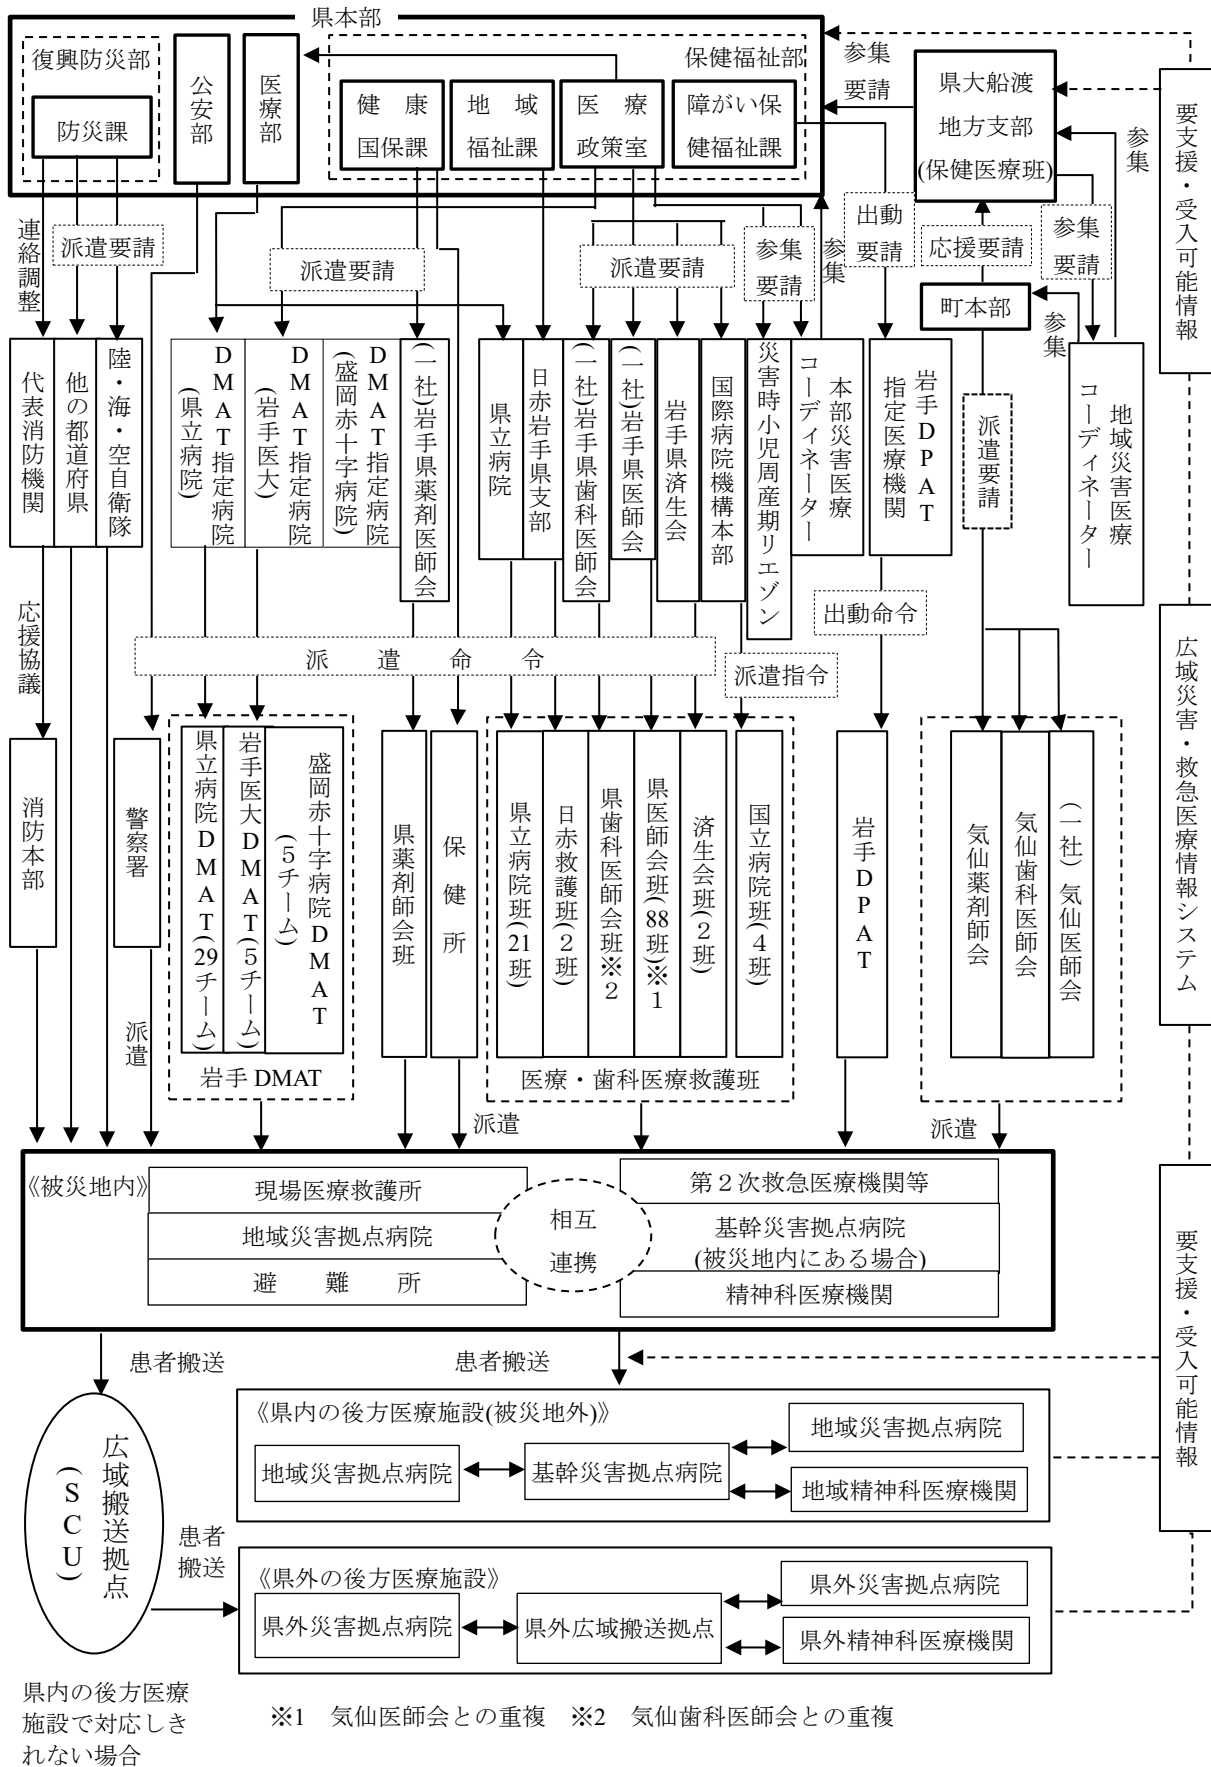 県本部
復興防災部
防災課
公安部
医療部
保健福祉部
健　康
国保課
地　域
福祉課
医　療
政策室
障がい保
健福祉課
参集
要請
県大船渡
地方支部
(保健医療班)
参集
要支援・受入可能情報
連絡調整
派遣要請
派遣要請
派遣要請
参集
要請
参集
出動
要請
応援要請
参集
要請
町本部
参集
代表消防機関
他の都道府県
陸・海・空自衛隊
DMAT指定病院
(県立病院)
DMAT指定病院
(岩手医大)
DMAT指定病院
(盛岡赤十字病院)
(一社)岩手県薬剤医師会
県立病院
日赤岩手県支部
(一社)岩手県歯科医師会
(一社)岩手県医師会
岩手県済生会
国際病院機構本部
災害時小児周産期リエゾン
本部災害医療
コーディネーター
岩手DPAT
指定医療機関
派遣要請
地域災害医療
コーディネーター
応援協議
派　遣　命　令
派遣指令
出動命令
広域災害・救急医療情報システム
消防本部
警察署
県立病院DMAT(29チーム)
岩手医大DMAT(5チーム)
盛岡赤十字病院DMAT
(5チーム)
岩手 DMAT
県薬剤師会班
保　健　所
県立病院班(21班)
日赤救護班(２班)
県歯科医師会班※２
県医師会班(88班)※１
済生会班(２班)
国立病院班(４班)
医療・歯科医療救護班
岩手DPAT
気仙薬剤師会
気仙歯科医師会
(一社)気仙医師会
派遣
派遣
派遣
《被災地内》
現場医療救護所
地域災害拠点病院
避　難　所
相互
連携
第２次救急医療機関等
基幹災害拠点病院
(被災地内にある場合)
精神科医療機関
要支援・受入可能情報
患者搬送
患者搬送
広域搬送拠点
(SCU)
《県内の後方医療施設(被災地外)》
地域災害拠点病院
基幹災害拠点病院
地域災害拠点病院
地域精神科医療機関
患者
搬送
《県外の後方医療施設》
県外災害拠点病院
県外広域搬送拠点
県外災害拠点病院
県外精神科医療機関
県内の後方医療
施設で対応しき
れない場合
※1　気仙医師会との重複　※2　気仙歯科医師会との重複